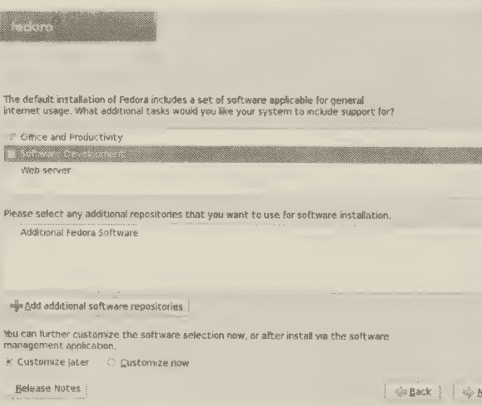 fedora
The default installation of Fedora includes a set of software applicable for general
internet usage. What additional tasks would you like your system to include support for?
Office and Productivity
Software Development
Web server
Please select any additional repositories that you want to use for software installation.
Additional Fedora Software
Add additional software repositories
You can further customize the software selection now, or after install via the software
management application.
Customize later
Customize now
Release Notes
Back
N